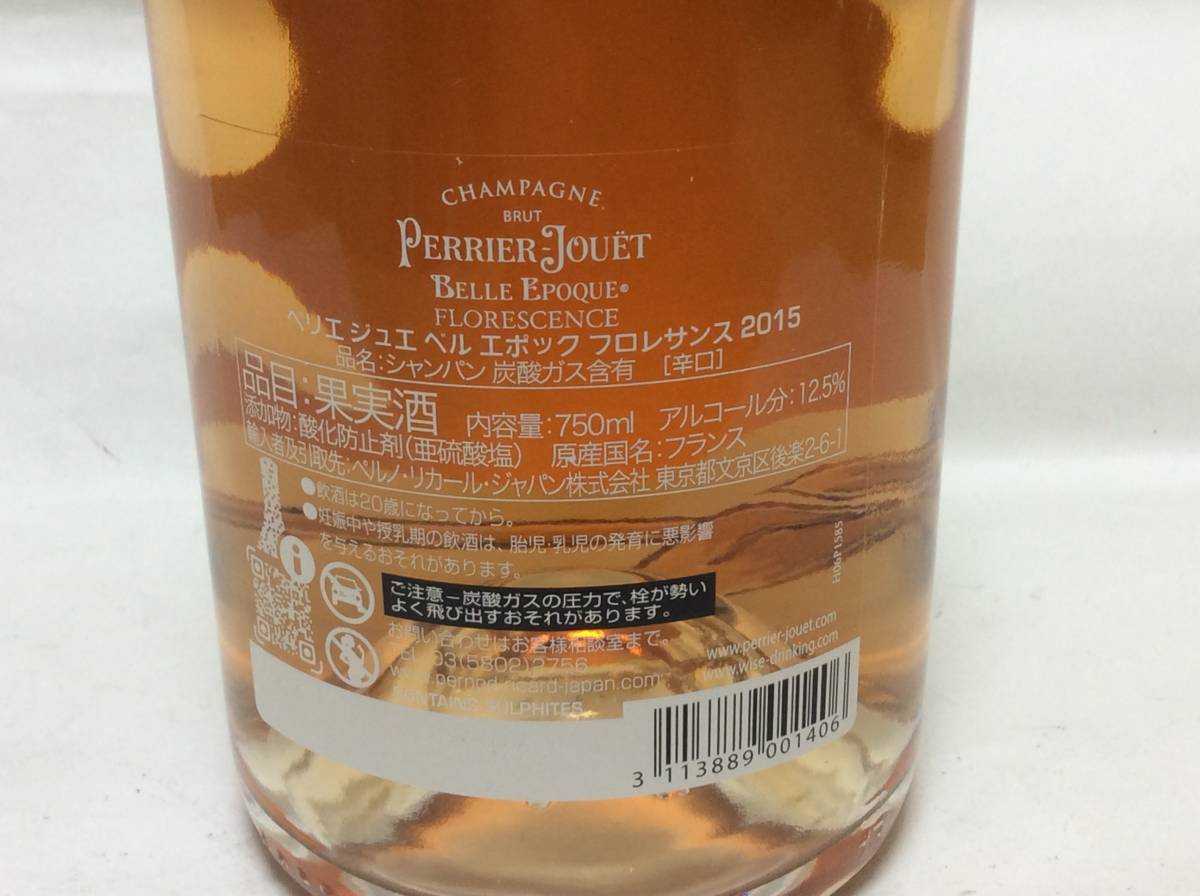 CHAMPAGNE
BRUT
PERRIER-JOUËT
BELLE EPOQUE®
FLORESCENCE
ペリエ ジュエ ベル エポック フロレサンス 2015
品名：シャンパン 炭酸ガス含有 [辛口]
品目：果実酒 内容量：750ml アルコール分：12.5%
添加物：酸化防止剤（亜硫酸塩） 原産国名：フランス
輸入者及引取先：ペルノ・リカール・ジャパン株式会社 東京都文京区後楽2-6-1
●飲酒は20歳になってから。
●妊娠中や授乳期の飲酒は、胎児・乳児の発育に悪影響
を与えるおそれがあります。
ご注意－炭酸ガスの圧力で、栓が勢い
よく飛び出すおそれがあります。
お問い合わせはお客様相談室まで。
TEL 03(5802)2756
pernod-ricard-japan.com
CONTAINS SULPHITES
www.perrier-jouet.com
www.wise-drinking.com
H06P1585
3 113889 001406